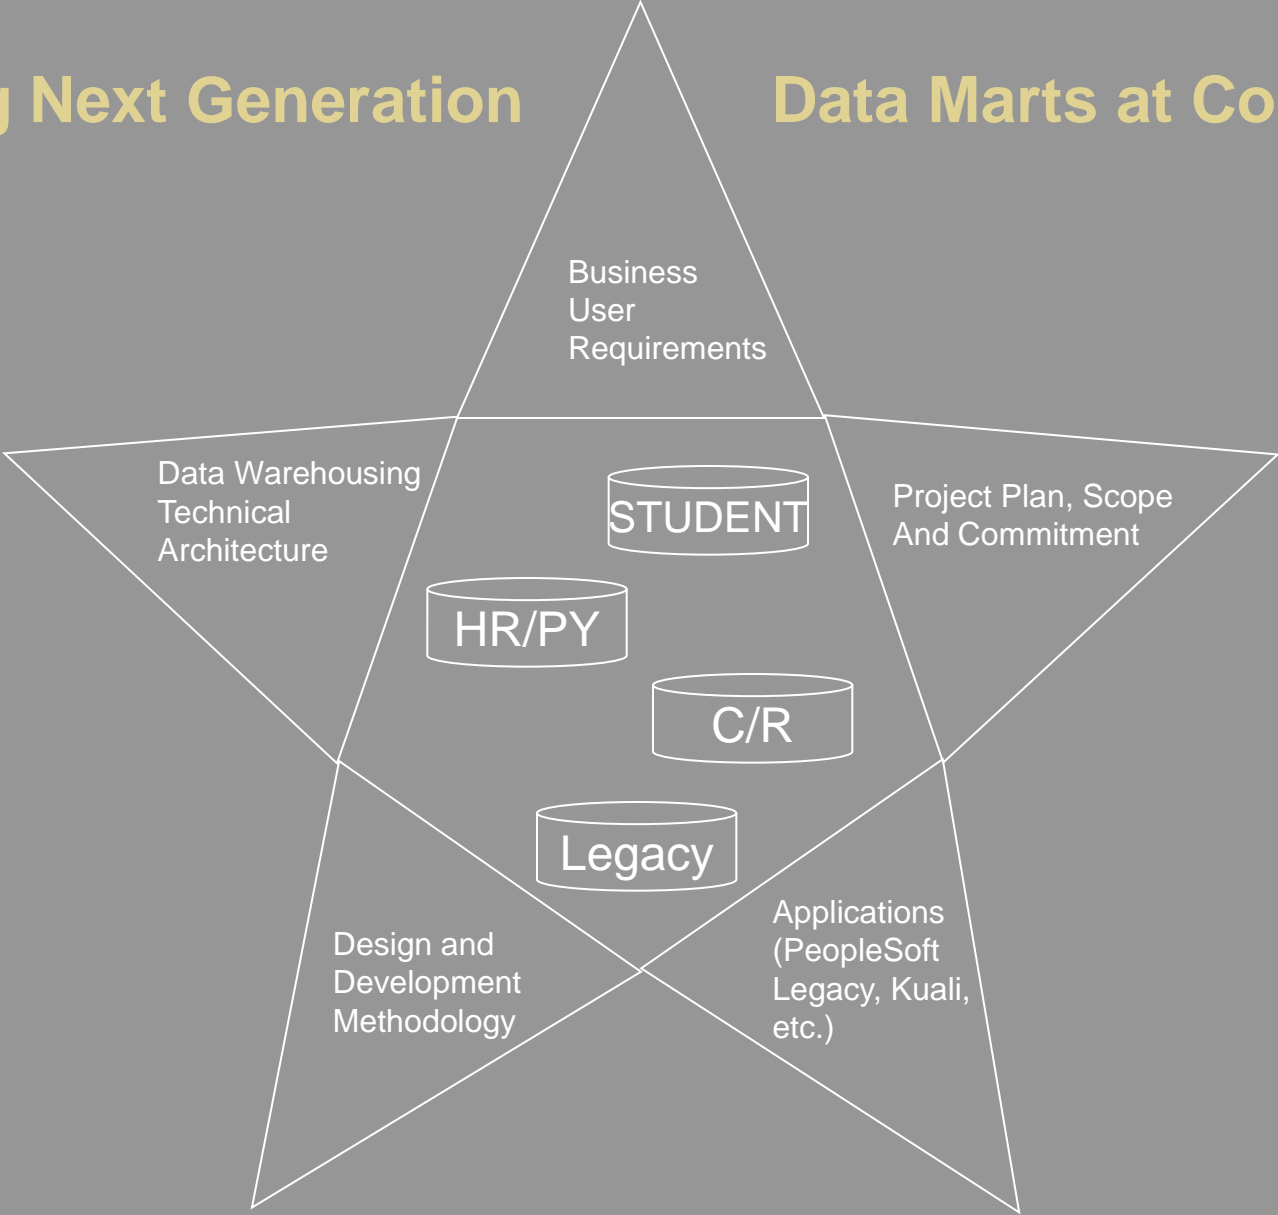 g Next Generation Data Marts at Co
Business
User
Requirements
Data Warehousing
Technical
Architecture
STUDENT
Project Plan, Scope
And Commitment
HR/PY
C/R
Legacy
Design and
Development
Methodology
Applications
(PeopleSoft
Legacy, Kuali,
etc.)